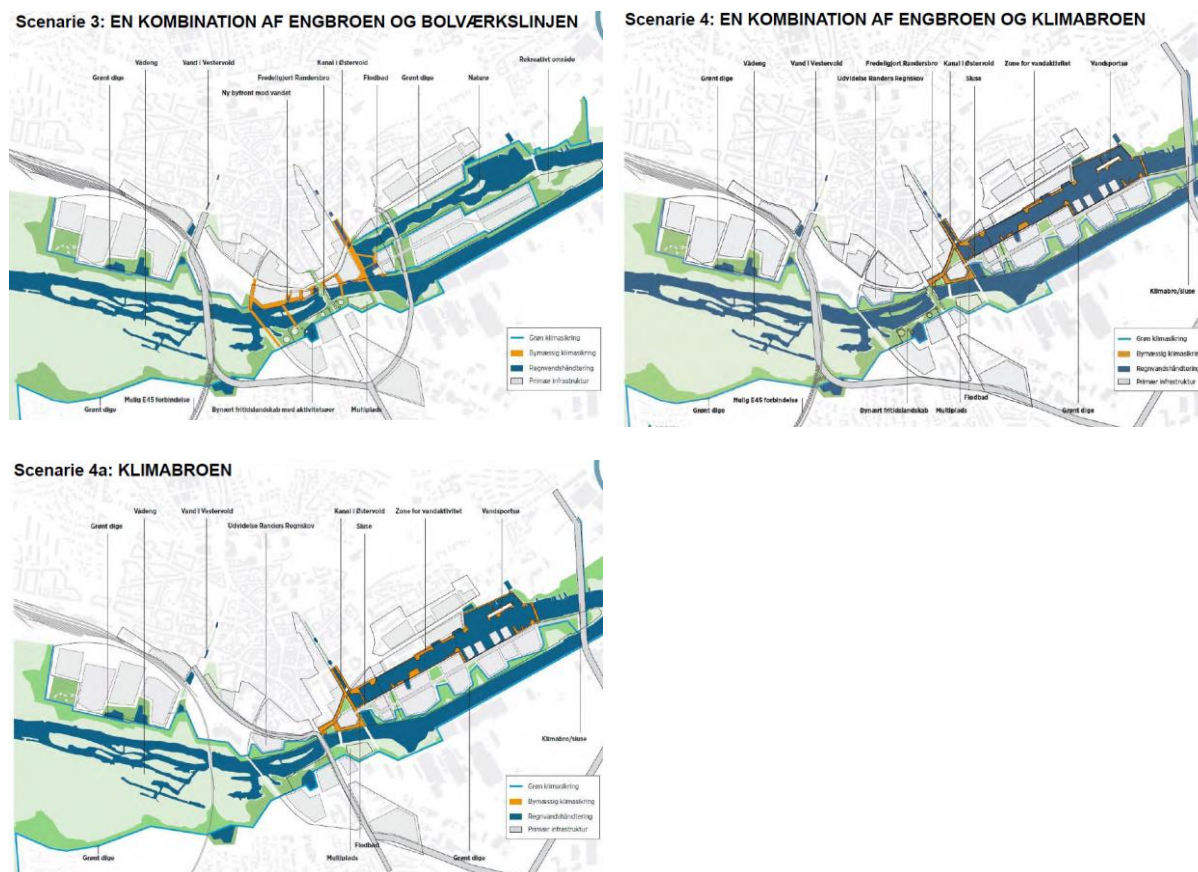 Scenarie 3: EN KOMBINATION AF ENGBROEN OG BOLVÆRKSLINJEN
Vådeng
Vand i Vestervold
Kanal i Østervold
Rekreativt område
Grønt dige
Fredeligjort Randersbro
Flodbad
Grønt dige
Naturø
Ny byfront mod vandet
Grøn klimasikring
Bymæssig klimasikring
Regnvandshåndtering
Primær infrastruktur
Mulig E45 forbindelse
Grønt dige
Bynært fritidslandskab med aktivitetsøer
Multiplads
Scenarie 4: EN KOMBINATION AF ENGBROEN OG KLIMABROEN
Vådeng
Vand i Vestervold
Fredeligjort Randersbro
Kanal i Østervold
Zone for vandaktivitet
Vandsportsø
Grønt dige
Udvidelse Randers Regnskov
Sluse
Klimabro/sluse
Grøn klimasikring
Bymæssig klimasikring
Regnvandshåndtering
Primær infrastruktur
Mulig E45 forbindelse
Flodbad
Grønt dige
Bynært fritidslandskab
Multiplads
Grønt dige
Scenarie 4a: KLIMABROEN
Vådeng
Vand i Vestervold
Kanal i Østervold
Zone for vandaktivitet
Vandsportsø
Grønt dige
Udvidelse Randers Regnskov
Sluse
Klimabro/sluse
Grøn klimasikring
Bymæssig klimasikring
Regnvandshåndtering
Primær infrastruktur
Flodbad
Grønt dige
Multiplads
Grønt dige